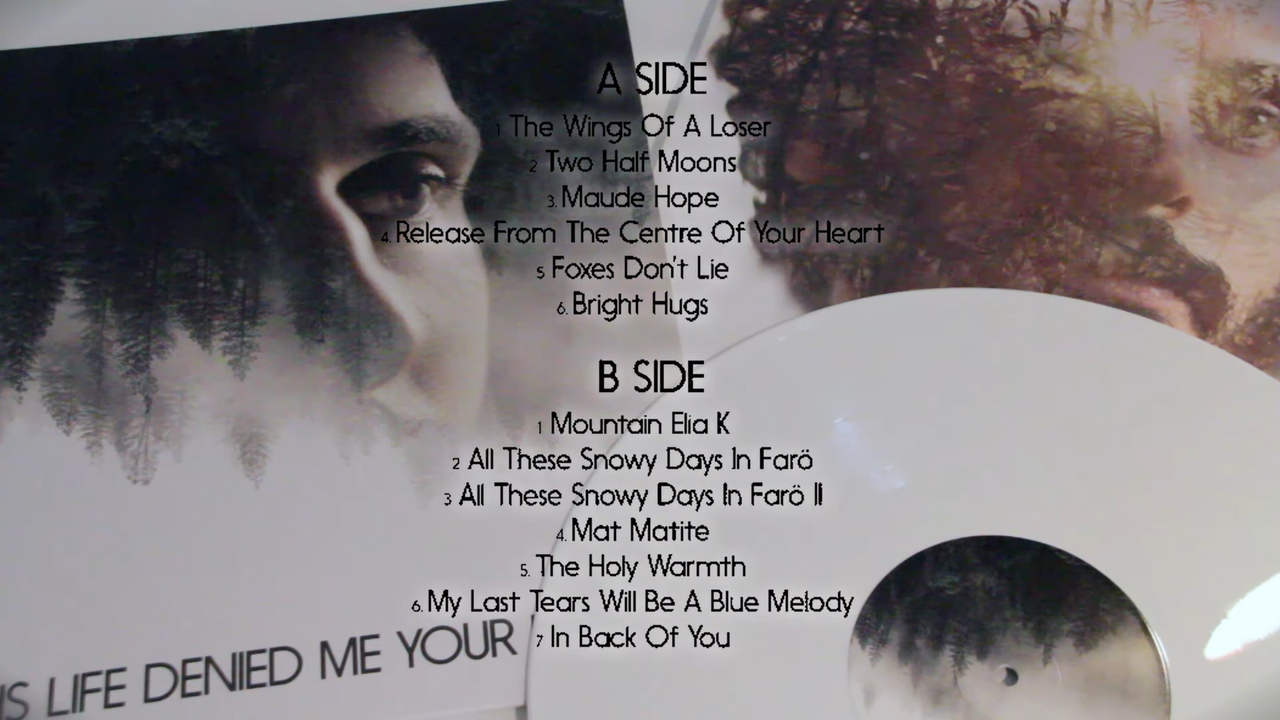 A SIDE
1 The Wings Of A Loser
2 Two Half Moons
3. Maude Hope
4. Release From The Centre Of Your Heart
5 Foxes Don't Lie
6. Bright Hugs
B SIDE
1 Mountain Elia K
2 All These Snowy Days In Farö
3 All These Snowy Days In Farö II
4. Mat Matite
5. The Holy Warmth
6. My Last Tears Will Be A Blue Melody
7 In Back Of You
IS LIFE DENIED ME YOUR